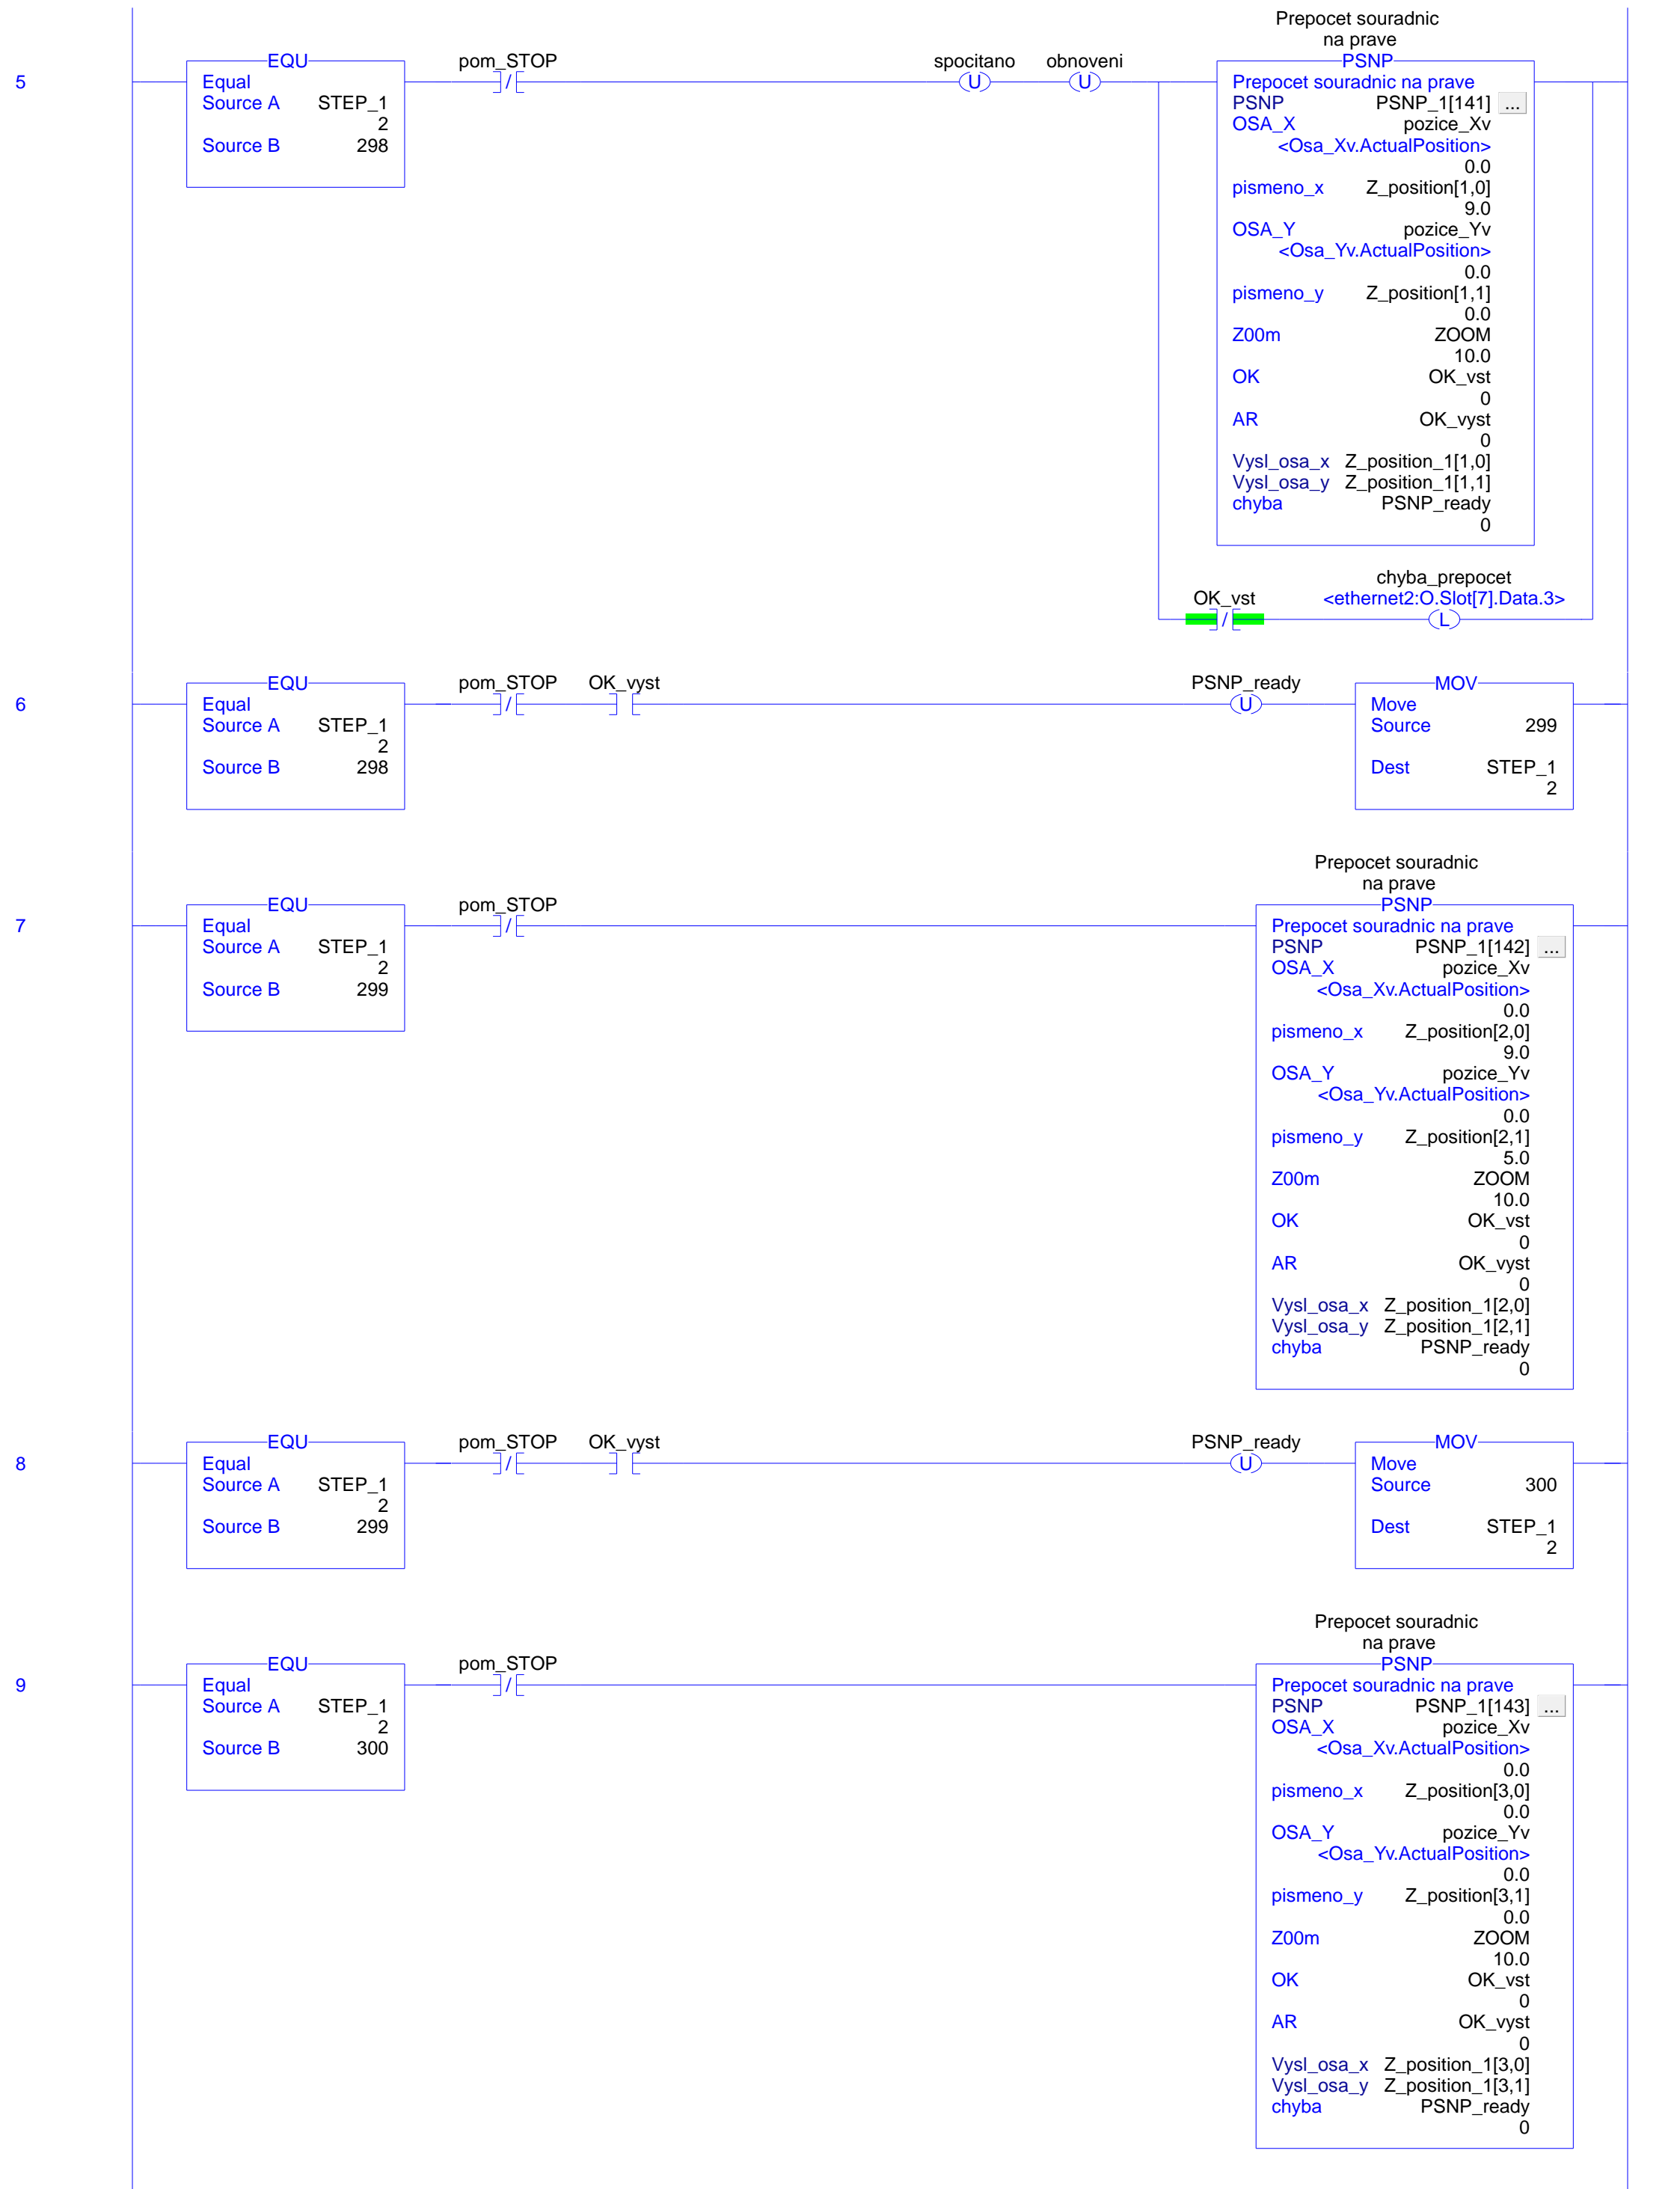 Prepocet souradnic
na prave
5
EQU
Equal
Source A STEP_1
2
Source B 298
pom_STOP
/
spocitano
U
obnoveni
U
PSNP
Prepocet souradnic na prave
PSNP PSNP_1[141] ...
OSA_X pozice_Xv
<Osa_Xv.ActualPosition>
0.0
pismeno_x Z_position[1,0]
9.0
OSA_Y pozice_Yv
<Osa_Yv.ActualPosition>
0.0
pismeno_y Z_position[1,1]
0.0
Z00m ZOOM
10.0
OK OK_vst
0
AR OK_vyst
0
Vysl_osa_x Z_position_1[1,0]
Vysl_osa_y Z_position_1[1,1]
chyba PSNP_ready
0
OK_vst
/
chyba_prepocet
<ethernet2:O.Slot[7].Data.3>
L
6
EQU
Equal
Source A STEP_1
2
Source B 298
pom_STOP
/
OK_vyst
PSNP_ready
U
MOV
Move
Source 299
Dest STEP_1
2
Prepocet souradnic
na prave
7
EQU
Equal
Source A STEP_1
2
Source B 299
pom_STOP
/
PSNP
Prepocet souradnic na prave
PSNP PSNP_1[142] ...
OSA_X pozice_Xv
<Osa_Xv.ActualPosition>
0.0
pismeno_x Z_position[2,0]
9.0
OSA_Y pozice_Yv
<Osa_Yv.ActualPosition>
0.0
pismeno_y Z_position[2,1]
5.0
Z00m ZOOM
10.0
OK OK_vst
0
AR OK_vyst
0
Vysl_osa_x Z_position_1[2,0]
Vysl_osa_y Z_position_1[2,1]
chyba PSNP_ready
0
8
EQU
Equal
Source A STEP_1
2
Source B 299
pom_STOP
/
OK_vyst
PSNP_ready
U
MOV
Move
Source 300
Dest STEP_1
2
Prepocet souradnic
na prave
9
EQU
Equal
Source A STEP_1
2
Source B 300
pom_STOP
/
PSNP
Prepocet souradnic na prave
PSNP PSNP_1[143] ...
OSA_X pozice_Xv
<Osa_Xv.ActualPosition>
0.0
pismeno_x Z_position[3,0]
0.0
OSA_Y pozice_Yv
<Osa_Yv.ActualPosition>
0.0
pismeno_y Z_position[3,1]
0.0
Z00m ZOOM
10.0
OK OK_vst
0
AR OK_vyst
0
Vysl_osa_x Z_position_1[3,0]
Vysl_osa_y Z_position_1[3,1]
chyba PSNP_ready
0